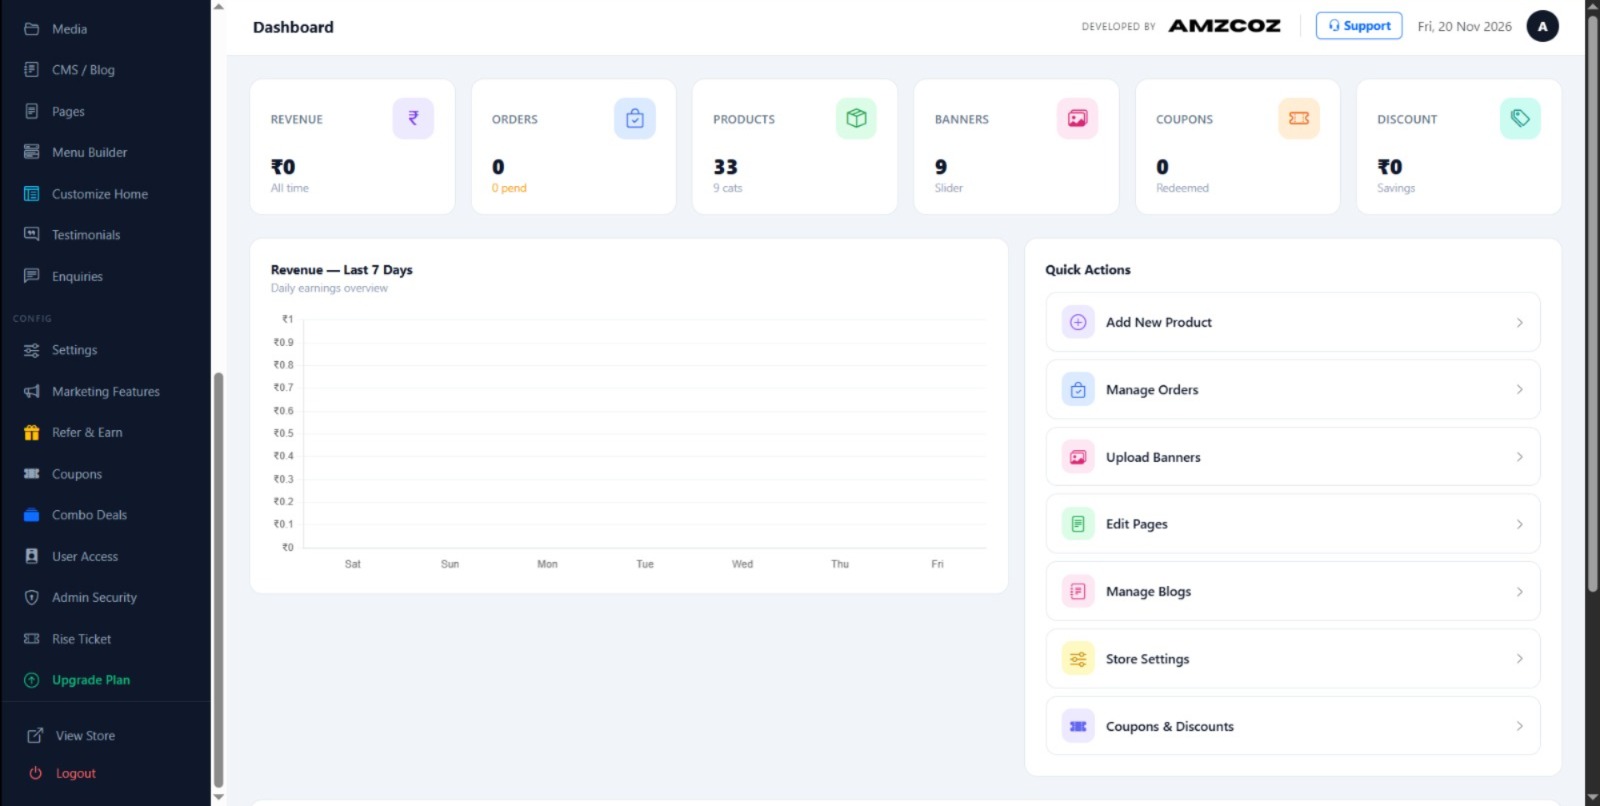 Media
CMS / Blog
Pages
Menu Builder
Customize Home
Testimonials
Enquiries
CONFIG
Settings
Marketing Features
Refer & Earn
Coupons
Combo Deals
User Access
Admin Security
Rise Ticket
Upgrade Plan
View Store
Logout
Dashboard
DEVELOPED BY AMZCOZ
Support
Fri, 20 Nov 2026
A
REVENUE
₹
₹0
All time
ORDERS
0
0 pend
PRODUCTS
33
9 cats
BANNERS
9
Slider
COUPONS
0
Redeemed
DISCOUNT
₹0
Savings
Revenue — Last 7 Days
Daily earnings overview
₹1
₹0.9
₹0.8
₹0.7
₹0.6
₹0.5
₹0.4
₹0.3
₹0.2
₹0.1
₹0
Sat Sun Mon Tue Wed Thu Fri
Quick Actions
Add New Product
Manage Orders
Upload Banners
Edit Pages
Manage Blogs
Store Settings
Coupons & Discounts